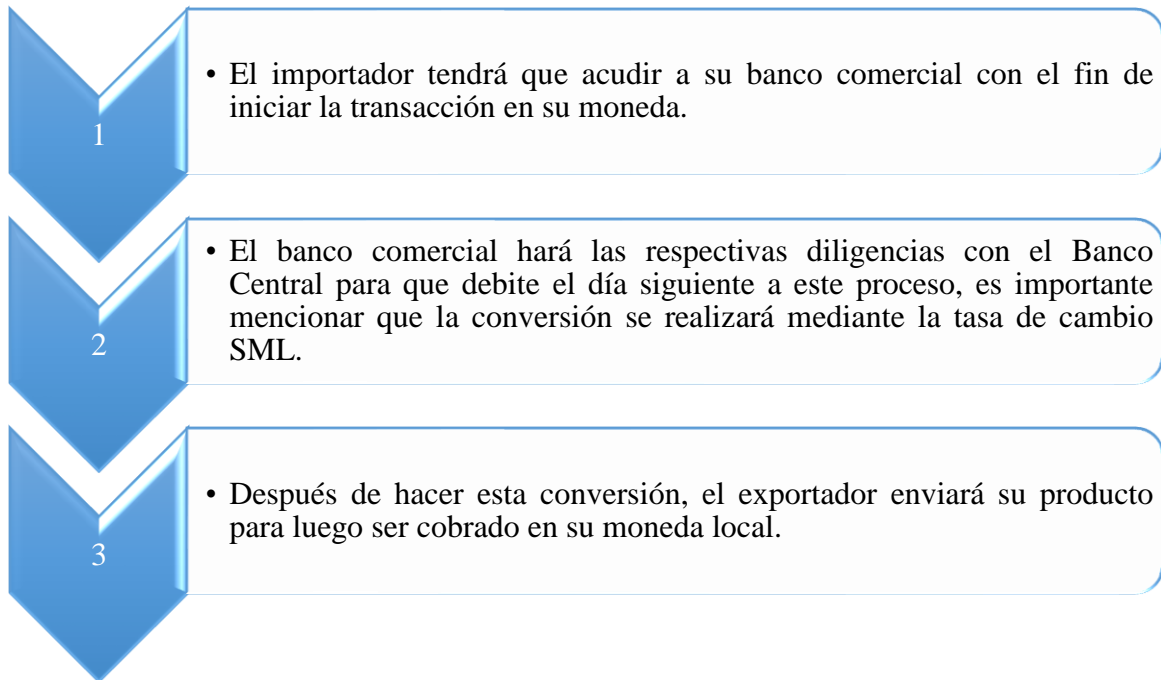 • El importador tendrá que acudir a su banco comercial con el fin de
iniciar la transacción en su moneda.
1
• El banco comercial hará las respectivas diligencias con el Banco
Central para que debite el día siguiente a este proceso, es importante
mencionar que la conversión se realizará mediante la tasa de cambio
SML.
2
• Después de hacer esta conversión, el exportador enviará su producto
para luego ser cobrado en su moneda local.
3